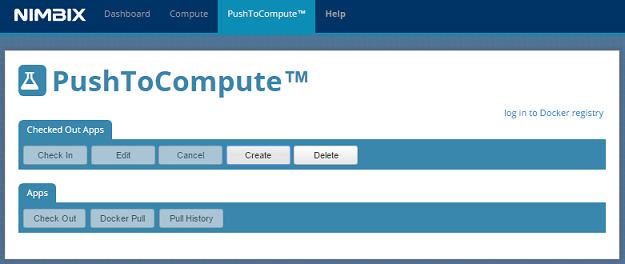 NIMBIX Dashboard Compute PushToCompute™ Help
PushToCompute™
log in to Docker registry
Checked Out Apps
Check In Edit Cancel Create Delete
Apps
Check Out Docker Pull Pull History